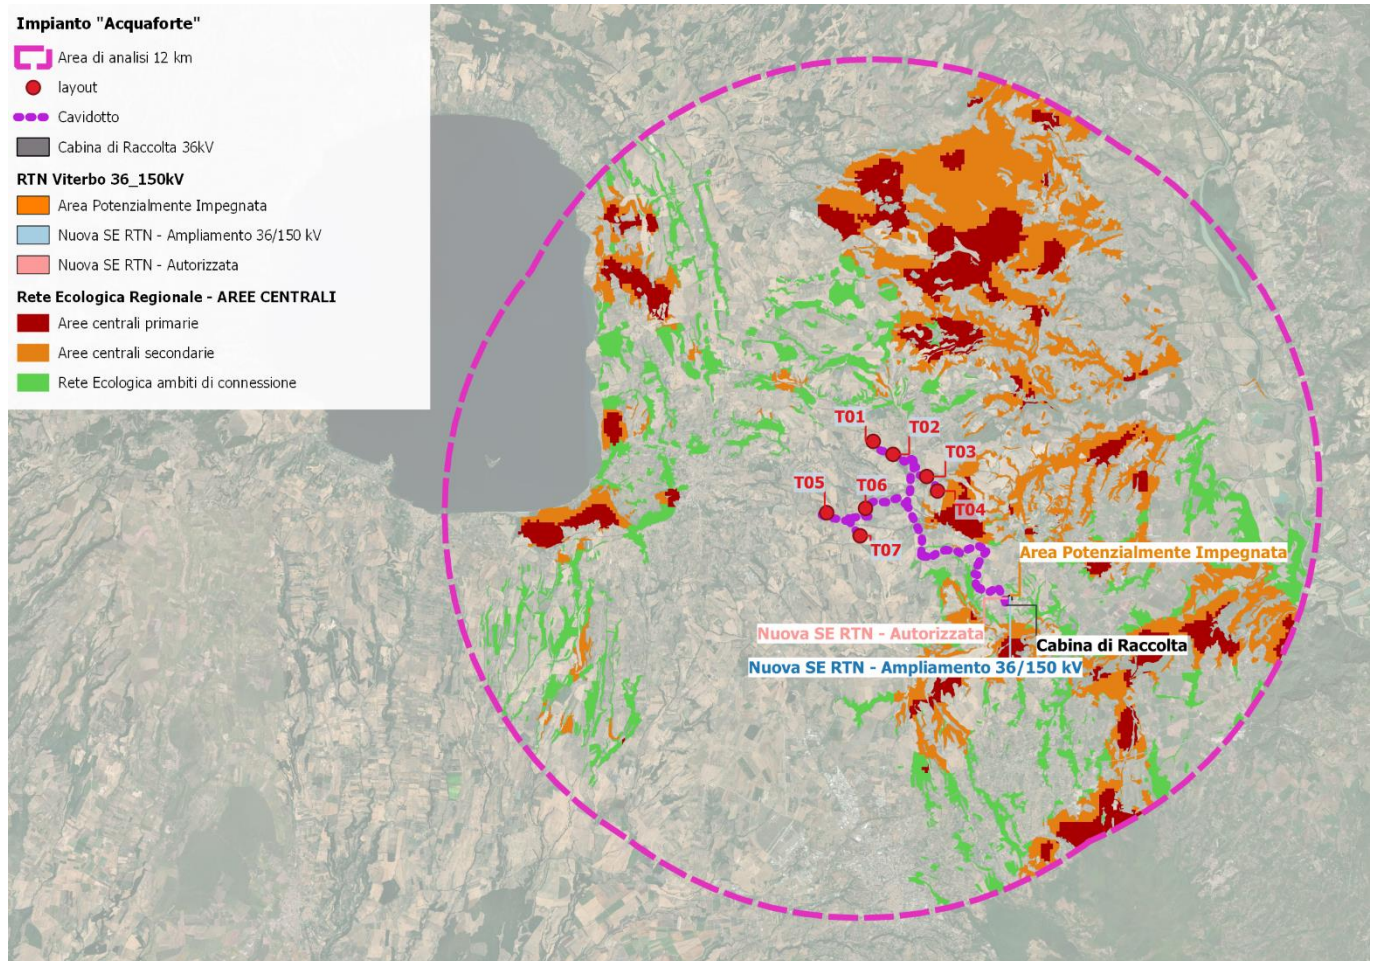 Impianto "Acquaforte"
Area di analisi 12 km
layout
Cavidotto
Cabina di Raccolta 36kV
RTN Viterbo 36_150kV
Area Potenzialmente Impegnata
Nuova SE RTN - Ampliamento 36/150 kV
Nuova SE RTN - Autorizzata
Rete Ecologica Regionale - AREE CENTRALI
Aree centrali primarie
Aree centrali secondarie
Rete Ecologica ambiti di connessione
T01
T02
T03
T05
T06
T04
T07
Area Potenzialmente Impegnata
Nuova SE RTN - Autorizzata
Cabina di Raccolta
Nuova SE RTN - Ampliamento 36/150 kV